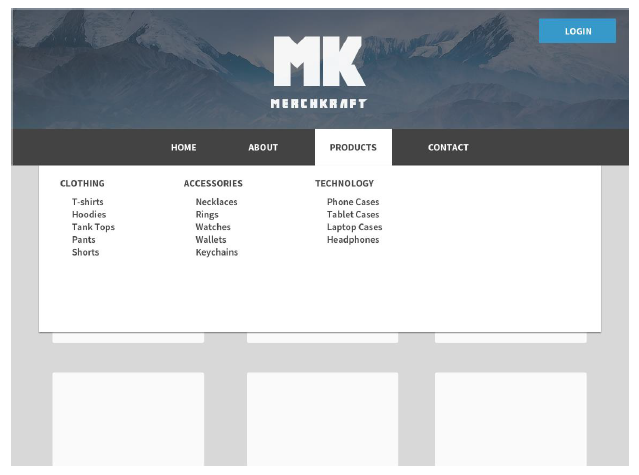 LOGIN
MK
MERCHKRAFT
HOME ABOUT PRODUCTS CONTACT
CLOTHING
T-shirts
Hoodies
Tank Tops
Pants
Shorts
ACCESSORIES
Necklaces
Rings
Watches
Wallets
Keychains
TECHNOLOGY
Phone Cases
Tablet Cases
Laptop Cases
Headphones